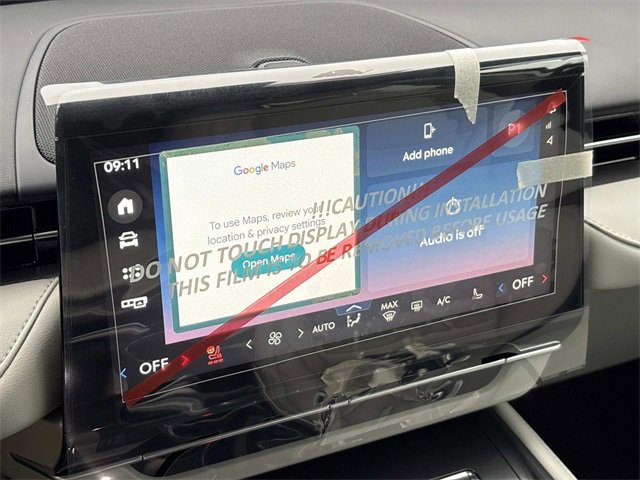 09:11
Google Maps
To use Maps, review your
location & privacy settings
Open Maps
Add phone
P1
Audio is off
!!!CAUTION!!!
DO NOT TOUCH DISPLAY DURING INSTALLATION
THIS FILM IS TO BE REMOVED BEFORE USAGE
OFF
AUTO
MAX
A/C
OFF